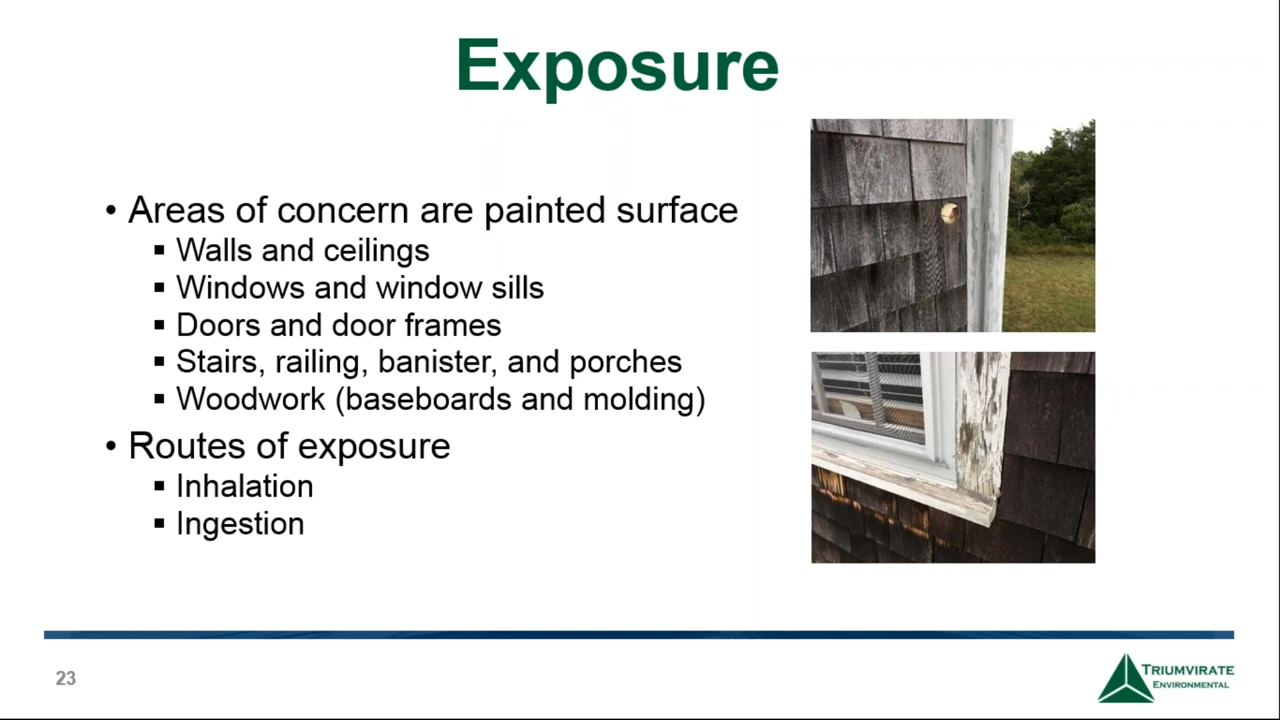 Exposure
• Areas of concern are painted surface
▪ Walls and ceilings
▪ Windows and window sills
▪ Doors and door frames
▪ Stairs, railing, banister, and porches
▪ Woodwork (baseboards and molding)
• Routes of exposure
▪ Inhalation
▪ Ingestion
23
TRIUMVIRATE
ENVIRONMENTAL